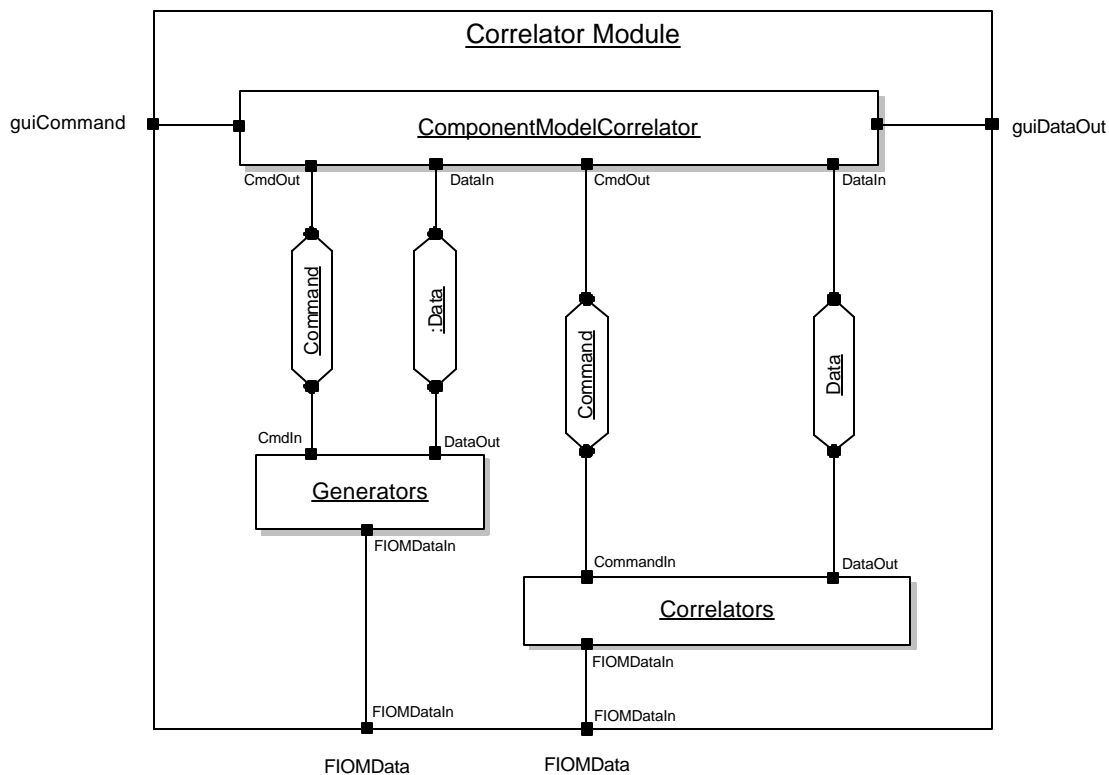 Correlator Module
guiCommand
ComponentModelCorrelator
guiDataOut
CmdOut
DataIn
CmdOut
DataIn
Command
:Data
Command
Data
CmdIn
DataOut
Generators
FIOMDataIn
CommandIn
DataOut
Correlators
FIOMDataIn
FIOMDataIn
FIOMDataIn
FIOMData
FIOMData